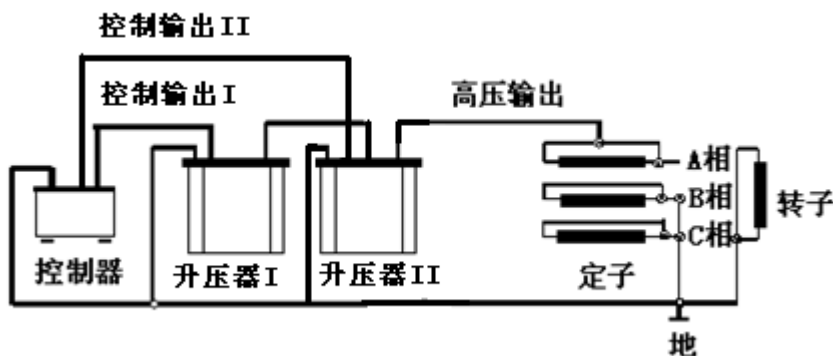 控制输出II
控制输出I
高压输出
A相
B相
C相
转子
控制器
升压器I
升压器II
定子
地